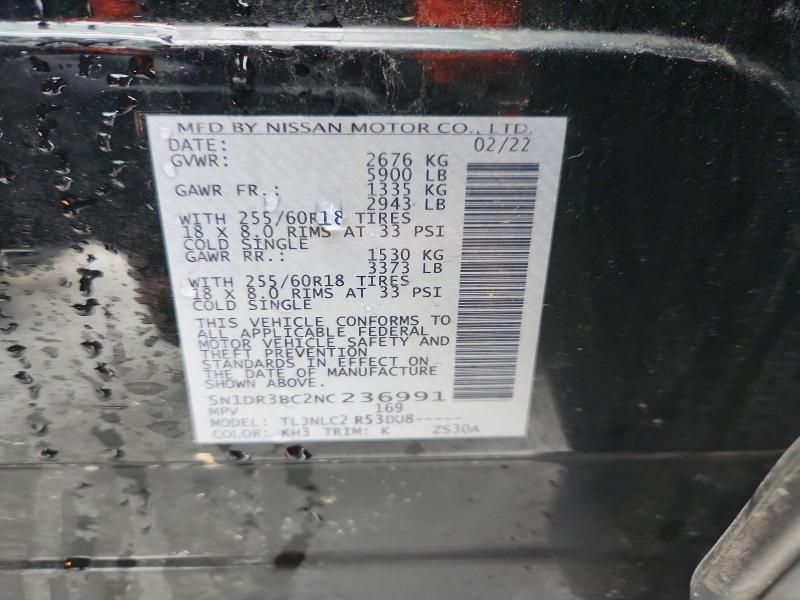 MFD BY NISSAN MOTOR CO., LTD.
DATE: 02/22
GVWR: 2676 KG
5900 LB
GAWR FR.: 1335 KG
2943 LB
WITH 255/60R18 TIRES
18 X 8.0 RIMS AT 33 PSI
COLD SINGLE
GAWR RR.: 1530 KG
3373 LB
WITH 255/60R18 TIRES
18 X 8.0 RIMS AT 33 PSI
COLD SINGLE
THIS VEHICLE CONFORMS TO
ALL APPLICABLE FEDERAL
MOTOR VEHICLE SAFETY AND
THEFT PREVENTION
STANDARDS IN EFFECT ON
THE DATE OF MANUFACTURE
SHOWN ABOVE.
5N1DR3BC2NC236991
MPV 169
MODEL: TLJNLC2 R53DU8-----
COLOR: KH3 TRIM: K ZS30A